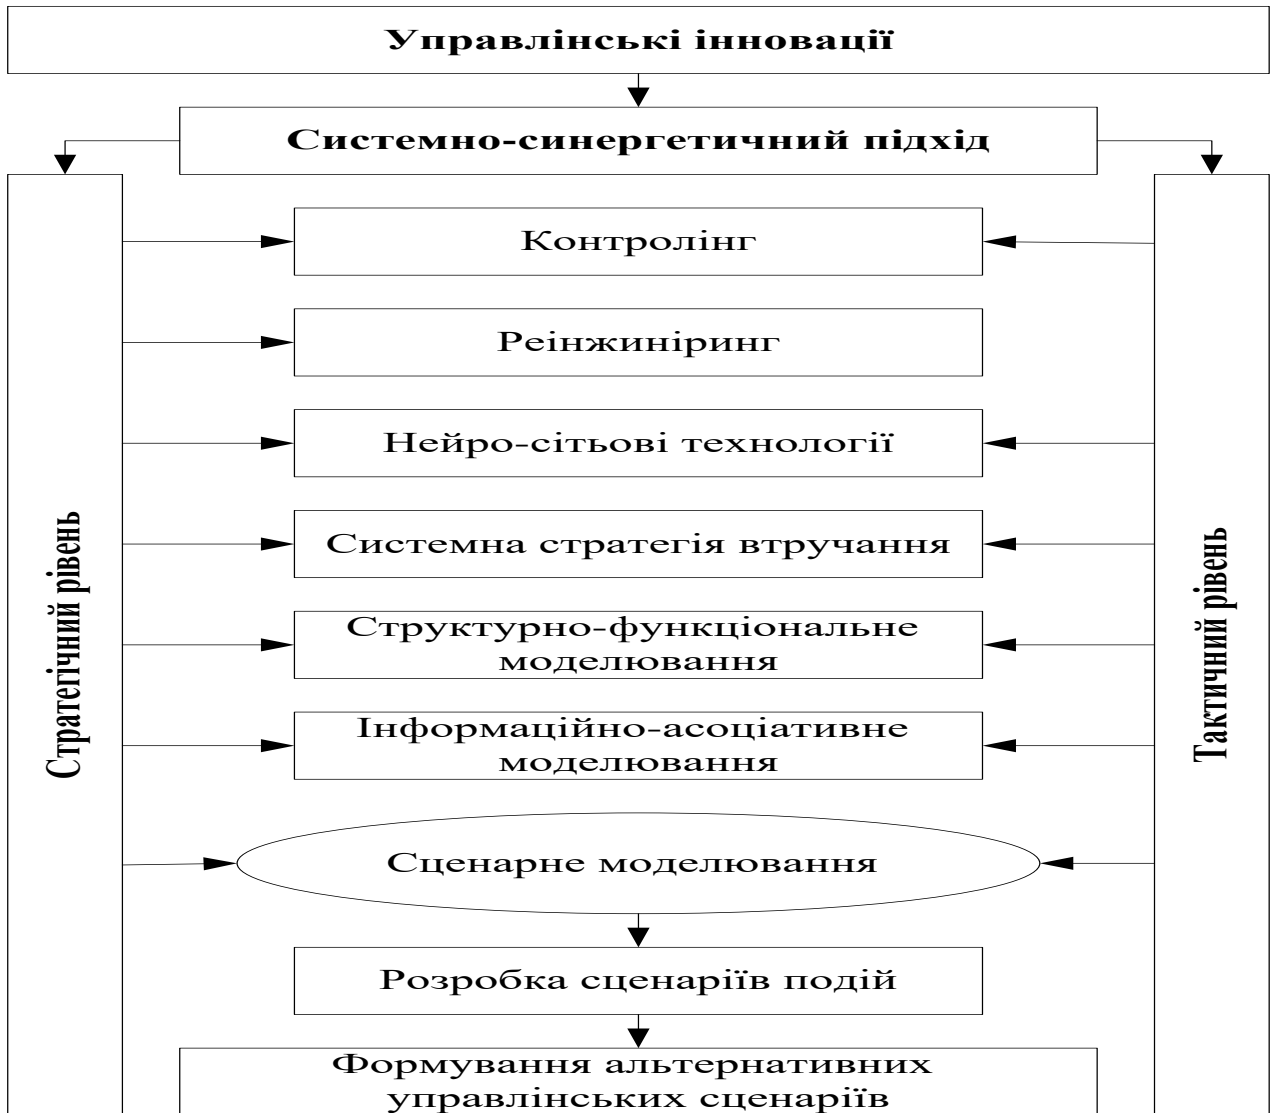 Управлінські інновації
Системно-синергетичний підхід
Стратегічний рівень
Контролінг
Реінжиніринг
Нейро-сітьові технології
Системна стратегія втручання
Структурно-функціональне
моделювання
Інформаційно-асоціативне
моделювання
Сценарне моделювання
Розробка сценаріїв подій
Формування альтернативних
управлінських сценаріїв
Тактичний рівень